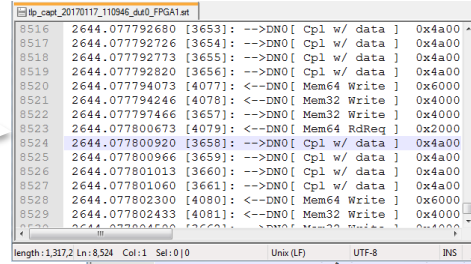 tlp_capt_20170117_110946_dut0_FPGA1.srt
8516 2644.077792680 [3653]: -->DN0[ Cpl w/ data ] 0x4a00
8517 2644.077792726 [3654]: -->DN0[ Cpl w/ data ] 0x4a00
8518 2644.077792773 [3655]: -->DN0[ Cpl w/ data ] 0x4a00
8519 2644.077792820 [3656]: -->DN0[ Cpl w/ data ] 0x4a00
8520 2644.077794073 [4077]: <--DN0[ Mem64 Write ] 0x6000
8521 2644.077794246 [4078]: <--DN0[ Mem32 Write ] 0x4000
8522 2644.077797466 [3657]: -->DN0[ Mem32 Write ] 0x4000
8523 2644.077800673 [4079]: <--DN0[ Mem64 RdReq ] 0x2000
8524 2644.077800920 [3658]: -->DN0[ Cpl w/ data ] 0x4a00
8525 2644.077800966 [3659]: -->DN0[ Cpl w/ data ] 0x4a00
8526 2644.077801013 [3660]: -->DN0[ Cpl w/ data ] 0x4a00
8527 2644.077801060 [3661]: -->DN0[ Cpl w/ data ] 0x4a00
8528 2644.077802300 [4080]: <--DN0[ Mem64 Write ] 0x6000
8529 2644.077802433 [4081]: <--DN0[ Mem32 Write ] 0x4000
length : 1,317,2 Ln : 8,524 Col : 1 Sel : 0 | 0 Unix (LF) UTF-8 INS